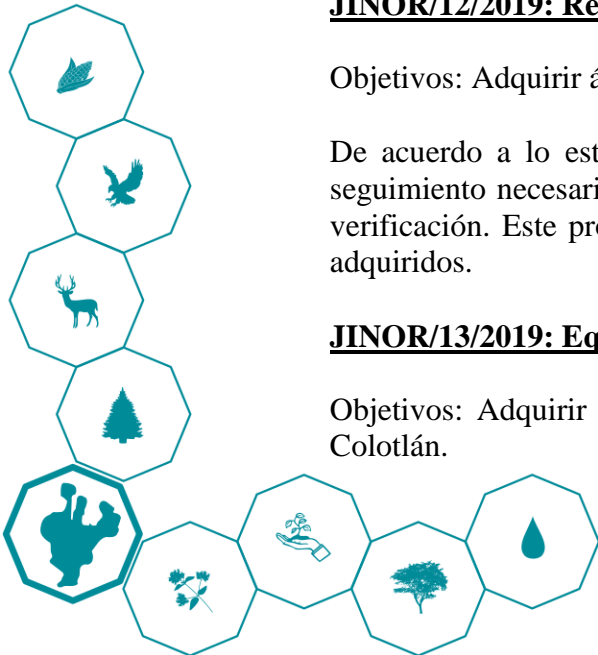 JINOR/12/2019: Re
Objetivos: Adquirir á
De acuerdo a lo est
seguimiento necesari
verificación. Este pro
adquiridos.
JINOR/13/2019: Eq
Objetivos: Adquirir
Colotlán.